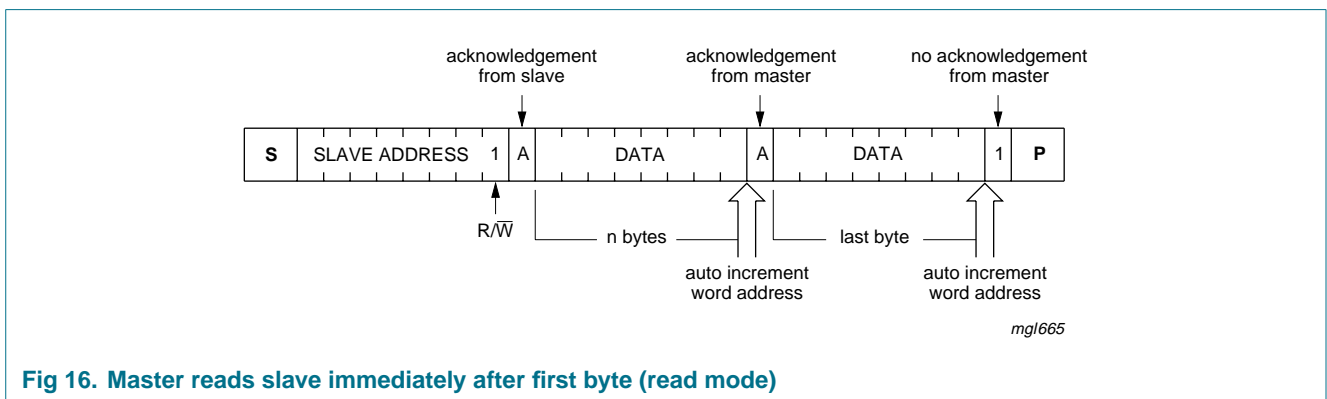 acknowledgement
from slave
acknowledgement
from master
no acknowledgement
from master
S SLAVE ADDRESS 1 A DATA A DATA 1 P
R/W̅
n bytes
last byte
auto increment
word address
auto increment
word address
mgl665
Fig 16. Master reads slave immediately after first byte (read mode)